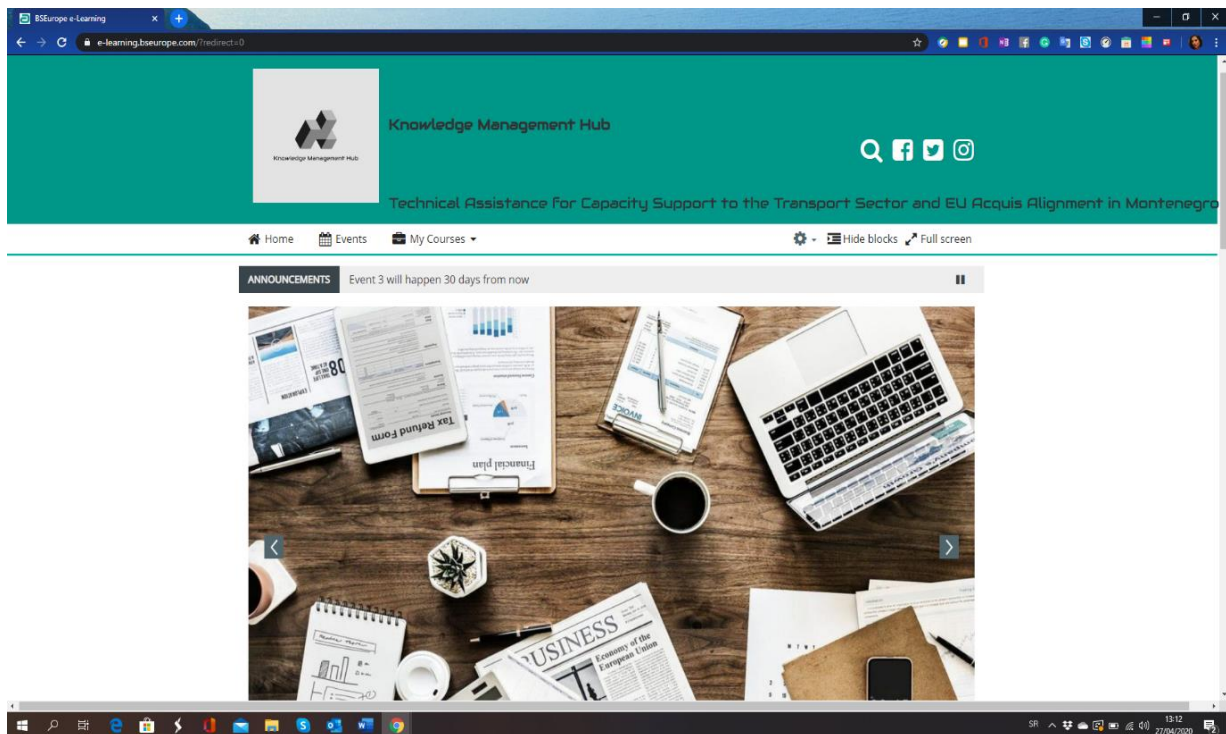 BSEurope e-Learning
e-learning.bseurope.com/?redirect=0
Knowledge Management Hub
Knowledge Management Hub
Technical Assistance for Capacity Support to the Transport Sector and EU Acquis Alignment in Montenegro
Home Events My Courses
Hide blocks Full screen
ANNOUNCEMENTS Event 3 will happen 30 days from now
08
Tax Refund Form
Financial plan
INVOICE
BUSINESS
Economy of the
European Union
SR 13:12
27/04/2020